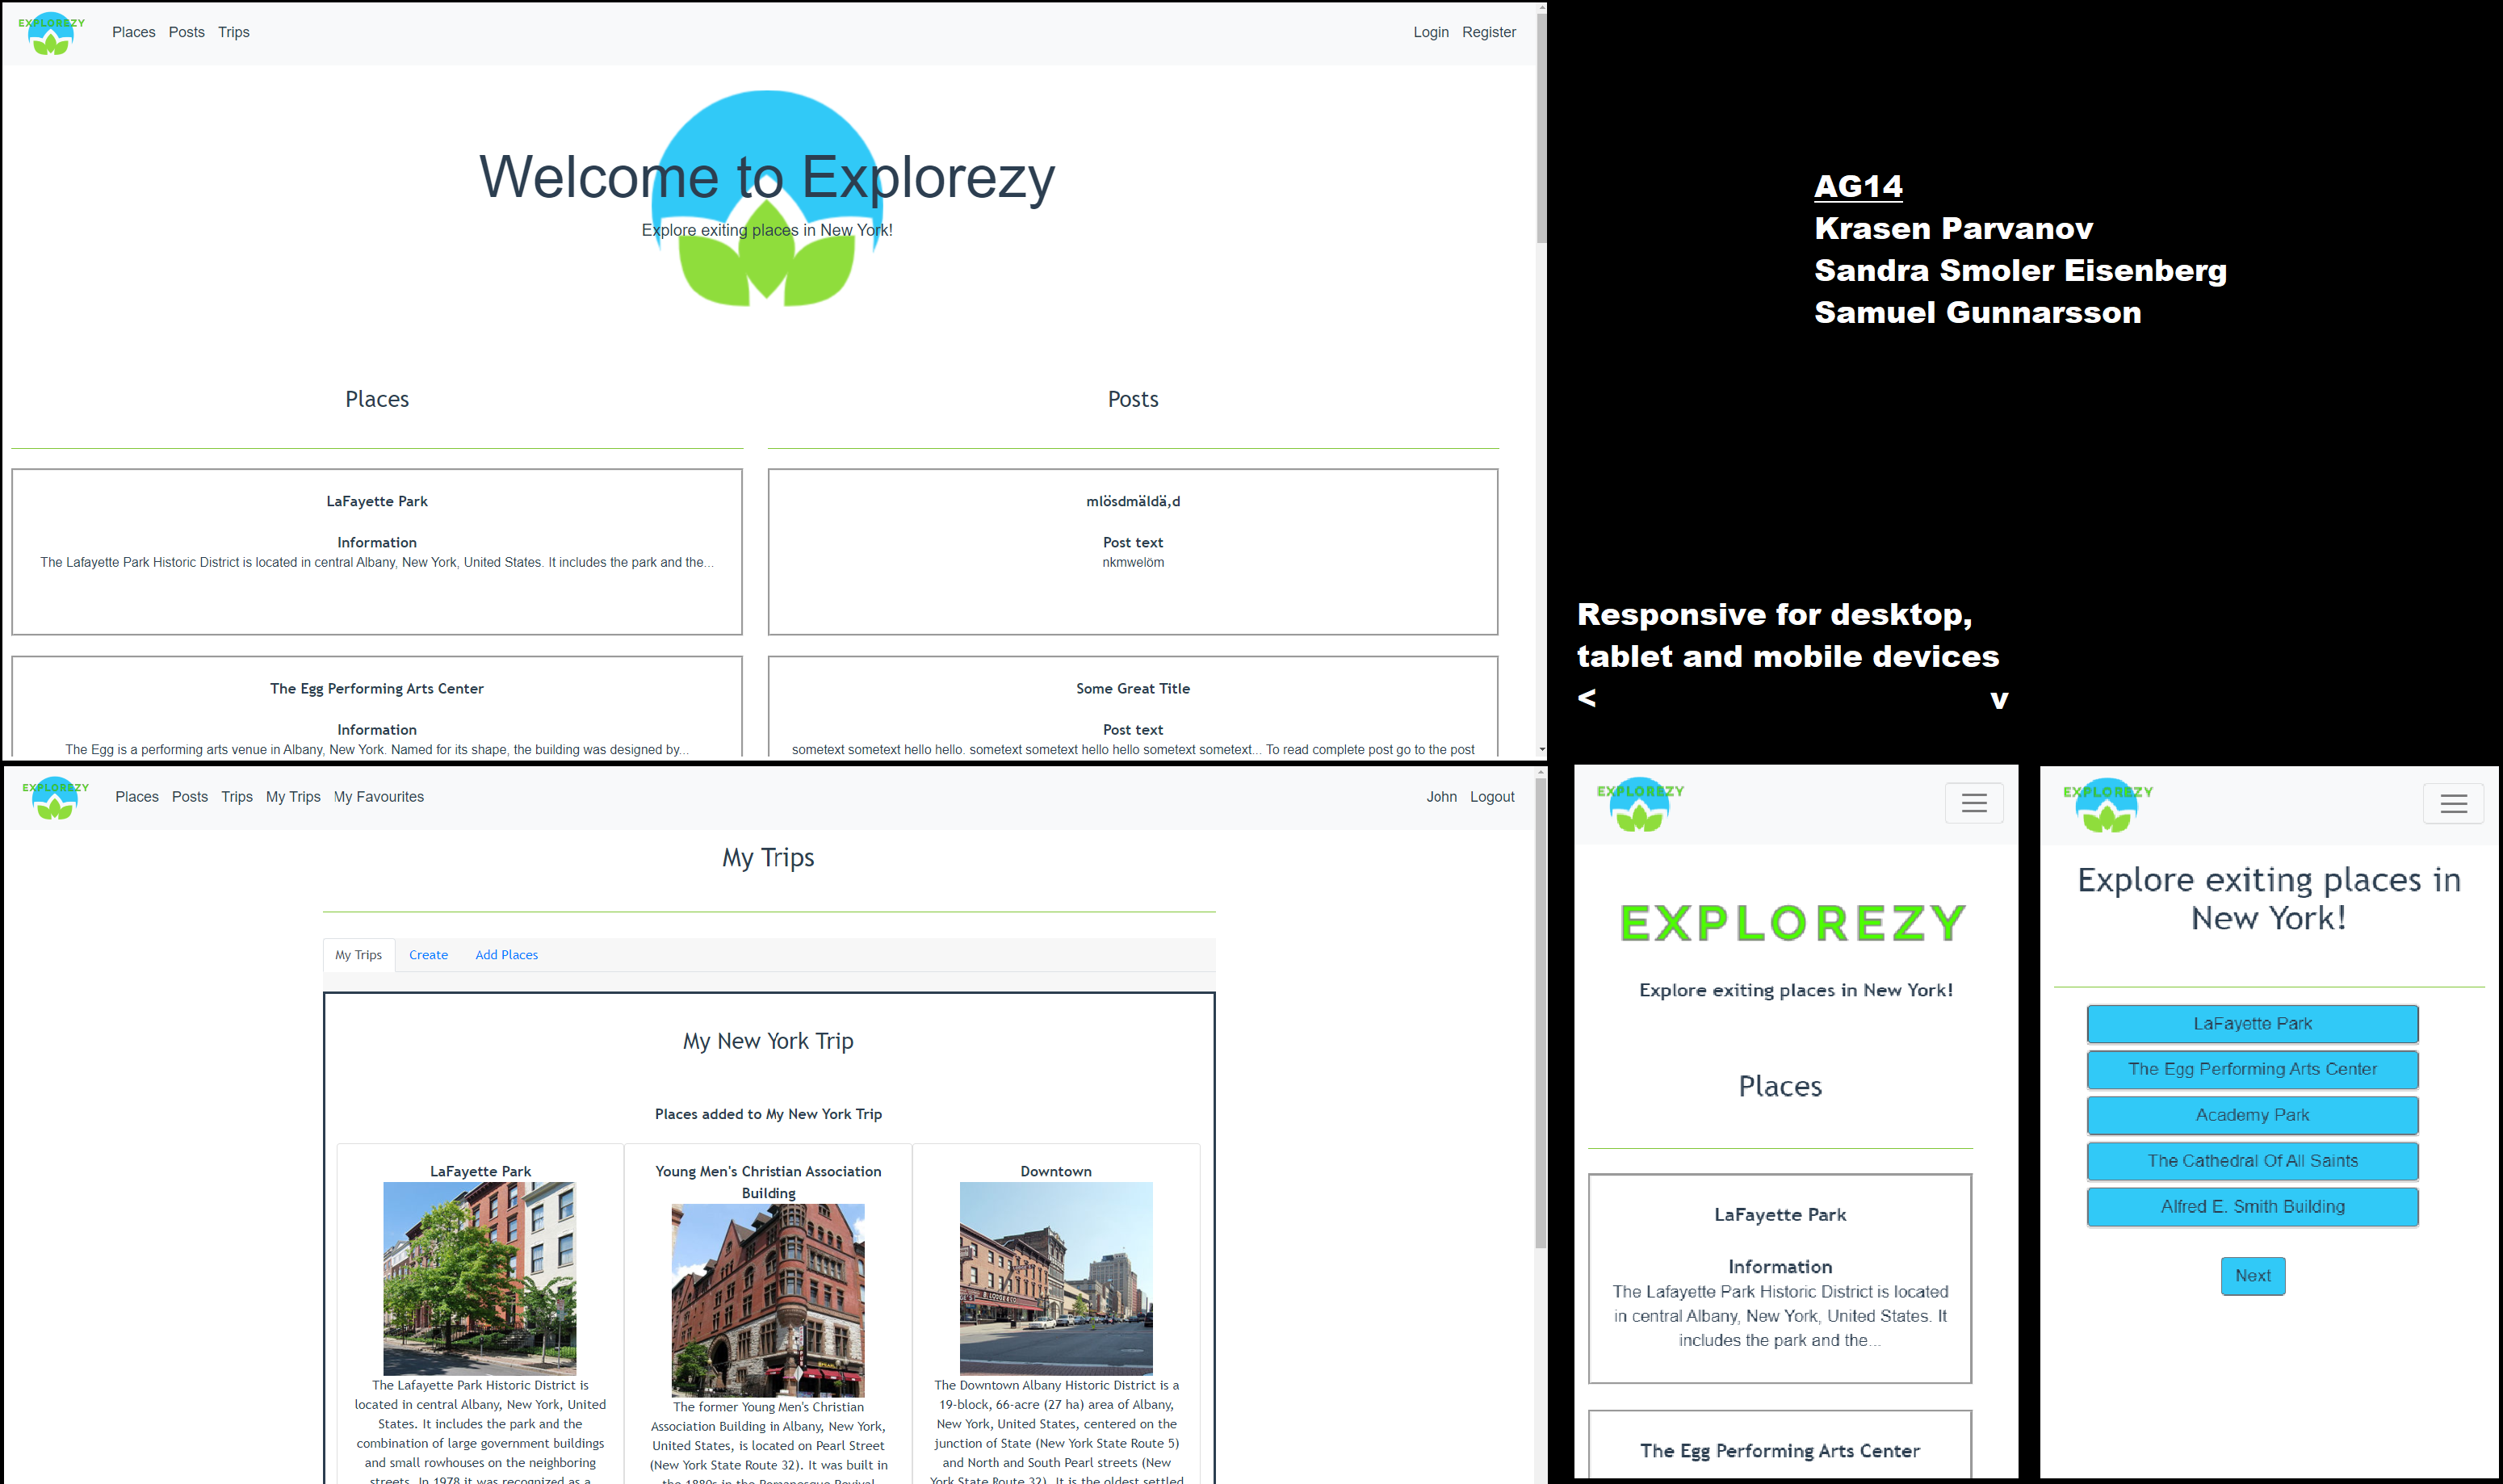 EXPLOREZY
Places Posts Trips
Login Register
Welcome to Explorezy
Explore exiting places in New York!
Places
LaFayette Park
Information
The Lafayette Park Historic District is located in central Albany, New York, United States. It includes the park and the...
The Egg Performing Arts Center
Information
The Egg is a performing arts venue in Albany, New York. Named for its shape, the building was designed by...
Posts
mlösdmäldä,d
Post text
nkmwelöm
Some Great Title
Post text
sometext sometext hello hello. sometext sometext hello hello sometext sometext... To read complete post go to the post
AG14
Krasen Parvanov
Sandra Smoler Eisenberg
Samuel Gunnarsson
Responsive for desktop,
tablet and mobile devices
< v
EXPLOREZY
Places Posts Trips My Trips My Favourites
John Logout
My Trips
My Trips Create Add Places
My New York Trip
Places added to My New York Trip
LaFayette Park
The Lafayette Park Historic District is
located in central Albany, New York, United
States. It includes the park and the
combination of large government buildings
and small rowhouses on the neighboring
streets. In 1978 it was recognized as a
Young Men's Christian Association
Building
The former Young Men's Christian
Association Building in Albany, New York,
United States, is located on Pearl Street
(New York State Route 32). It was built in
the 1880s in the Romanesque Revival
Downtown
The Downtown Albany Historic District is a
19-block, 66-acre (27 ha) area of Albany,
New York, United States, centered on the
junction of State (New York State Route 5)
and North and South Pearl streets (New
York State Route 32). It is the oldest settled
EXPLOREZY
EXPLOREZY
Explore exiting places in New York!
Places
LaFayette Park
Information
The Lafayette Park Historic District is located
in central Albany, New York, United States. It
includes the park and the...
The Egg Performing Arts Center
EXPLOREZY
Explore exiting places in
New York!
LaFayette Park
The Egg Performing Arts Center
Academy Park
The Cathedral Of All Saints
Alfred E. Smith Building
Next